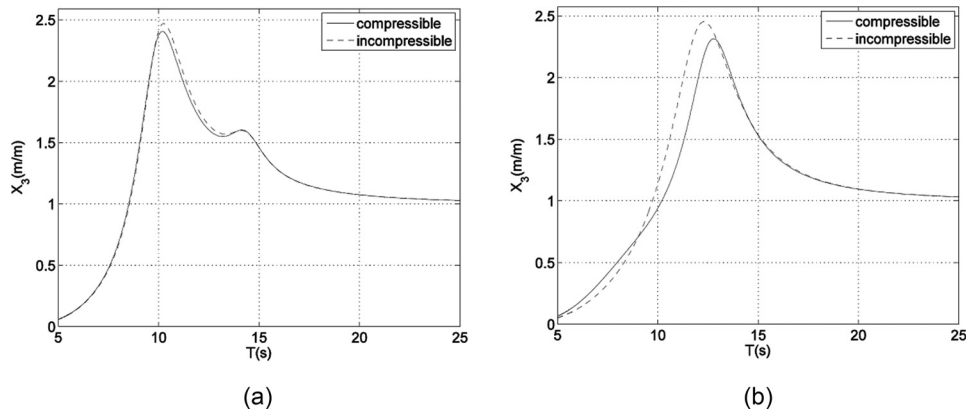 2.5
2
1.5
1
0.5
0
X3(m/m)
5 10 15 20 25
T(s)
compressible
incompressible
(a)
2.5
2
1.5
1
0.5
0
X3(m/m)
5 10 15 20 25
T(s)
compressible
incompressible
(b)